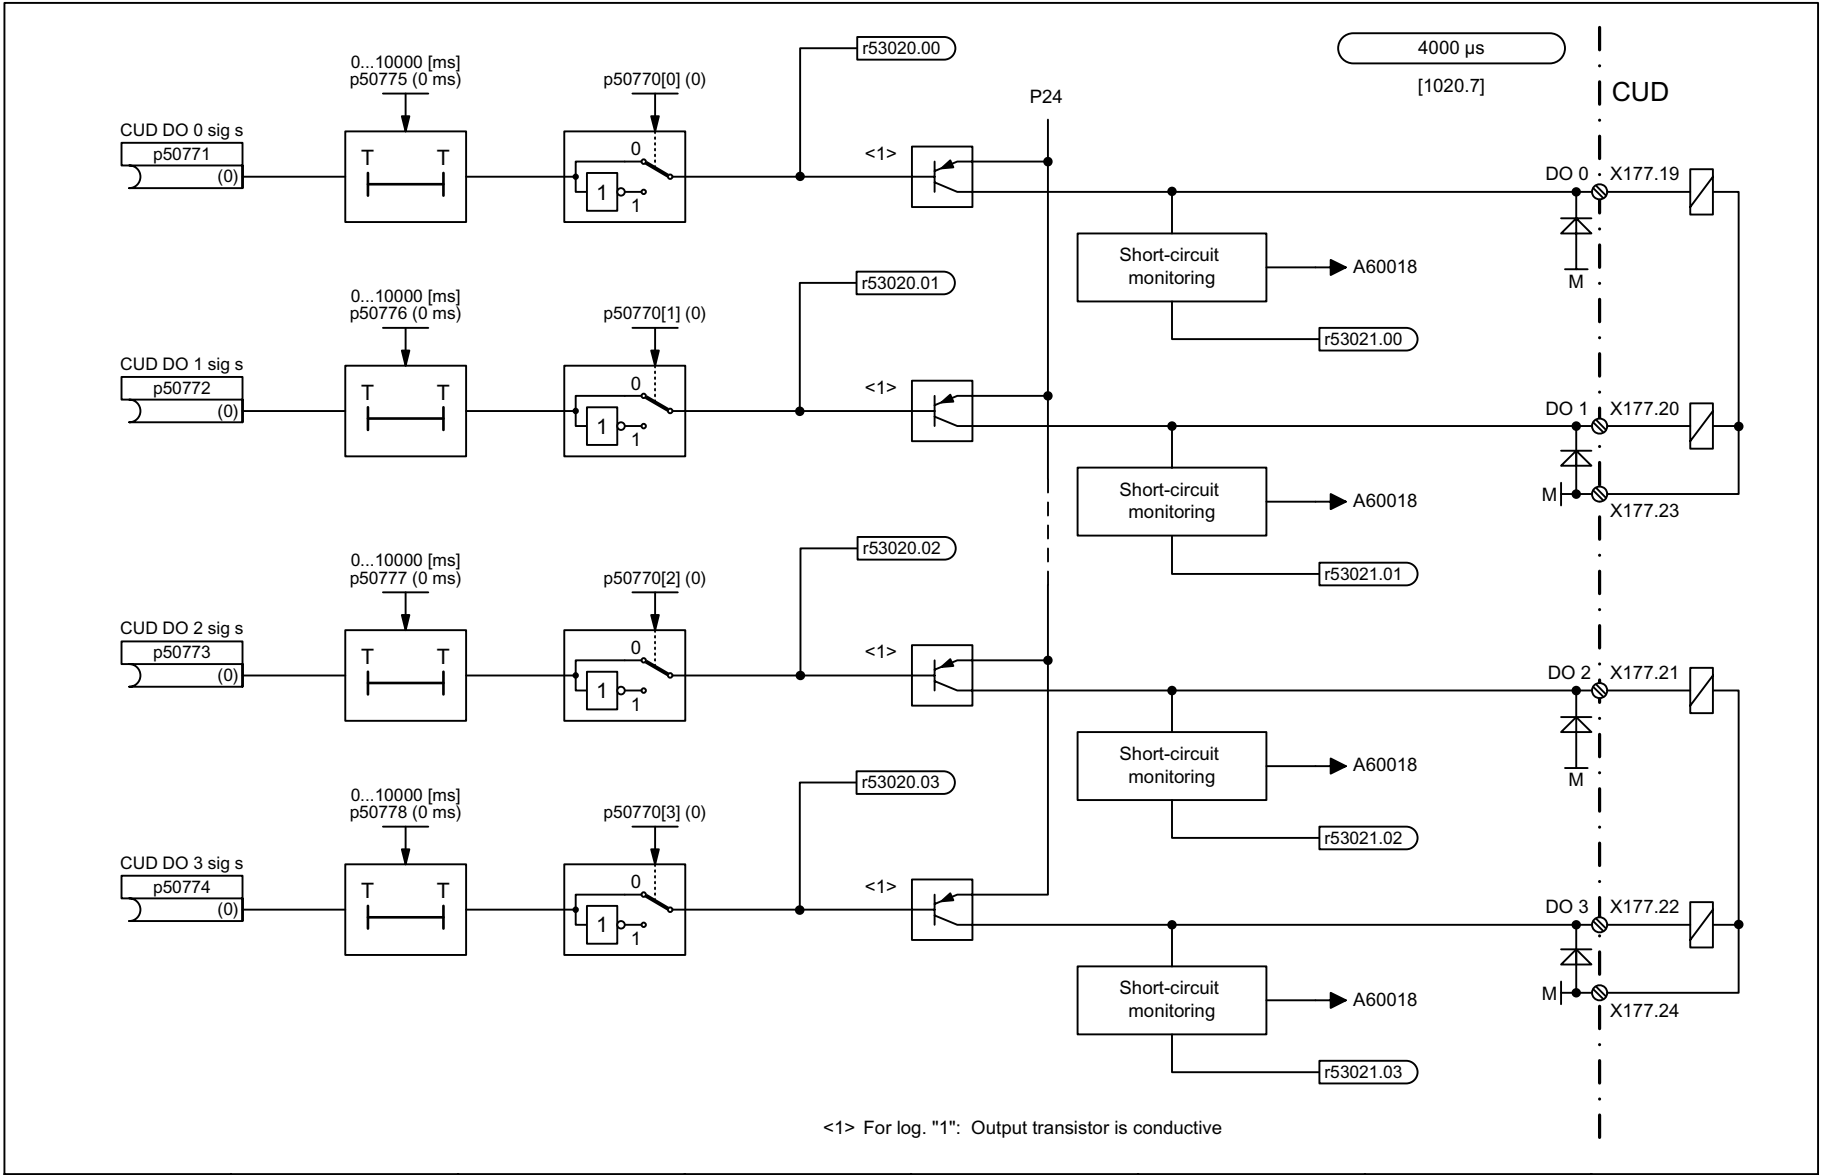 4000 µs
[1020.7]
CUD
P24
0...10000 [ms]
p50775 (0 ms)
p50770[0] (0)
r53020.00
CUD DO 0 sig s
p50771
(0)
T T
0
1
1
<1>
DO 0 X177.19
Short-circuit
monitoring
A60018
M
r53021.00
0...10000 [ms]
p50776 (0 ms)
p50770[1] (0)
r53020.01
CUD DO 1 sig s
p50772
(0)
T T
0
1
1
<1>
DO 1 X177.20
Short-circuit
monitoring
A60018
M
X177.23
r53021.01
0...10000 [ms]
p50777 (0 ms)
p50770[2] (0)
r53020.02
CUD DO 2 sig s
p50773
(0)
T T
0
1
1
<1>
DO 2 X177.21
Short-circuit
monitoring
A60018
M
r53021.02
0...10000 [ms]
p50778 (0 ms)
p50770[3] (0)
r53020.03
CUD DO 3 sig s
p50774
(0)
T T
0
1
1
<1>
DO 3 X177.22
Short-circuit
monitoring
A60018
M
X177.24
r53021.03
<1> For log. "1": Output transistor is conductive